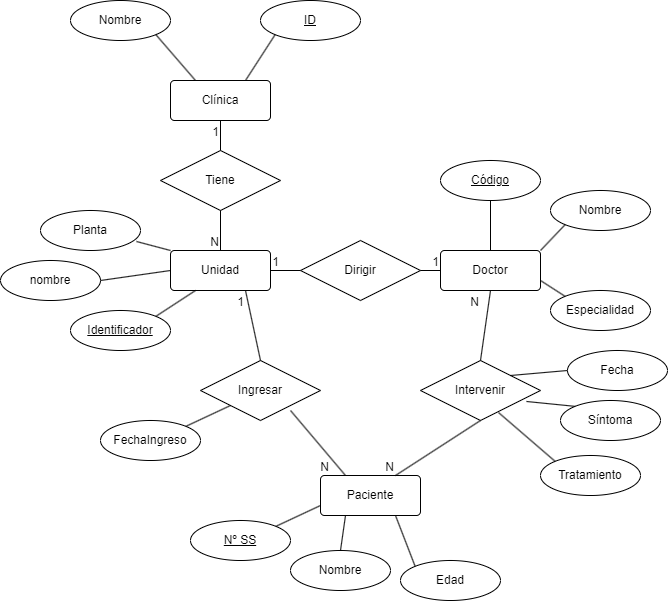 Nombre
ID
Clínica
1
Tiene
N
Código
Nombre
Planta
Unidad
1
Dirigir
1
Doctor
nombre
Identificador
1
N
Especialidad
Ingresar
Intervenir
Fecha
Síntoma
FechaIngreso
N
N
Tratamiento
Paciente
Nº SS
Nombre
Edad